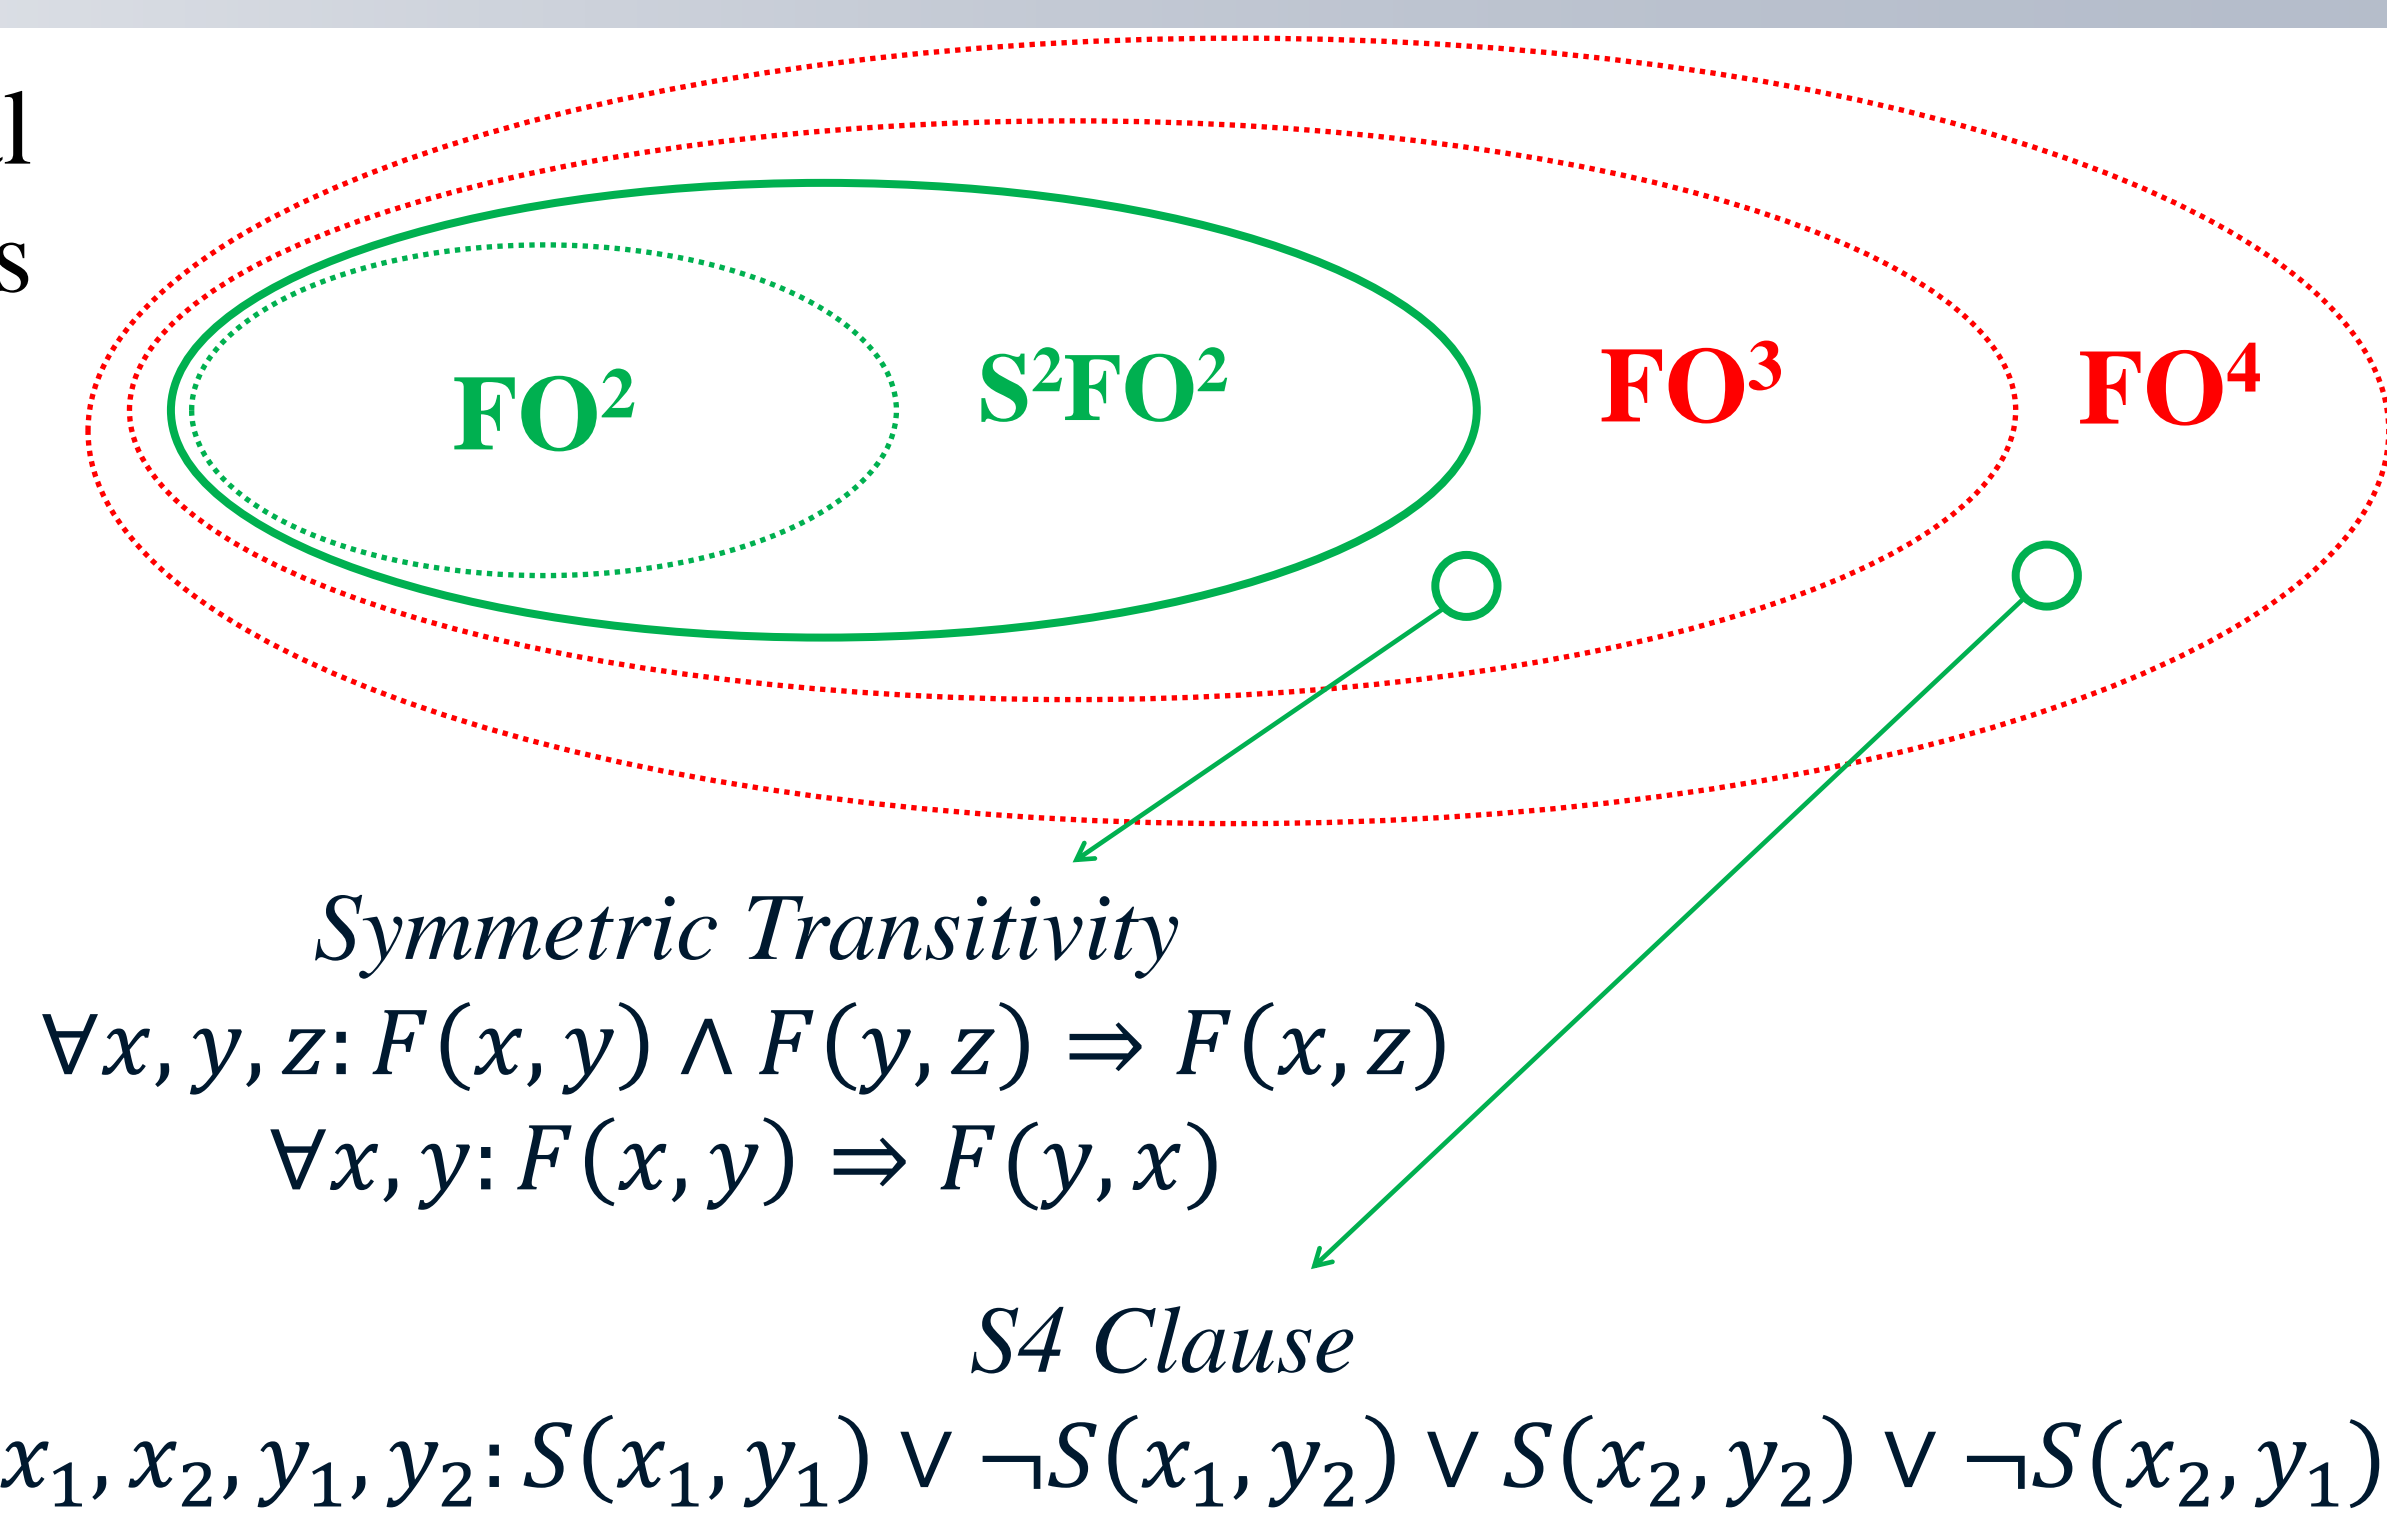 l
s
FO²
S²FO²
FO³
FO⁴
Symmetric Transitivity
∀x, y, z: F(x, y) ∧ F(y, z) ⇒ F(x, z)
∀x, y: F(x, y) ⇒ F(y, x)
S4 Clause
x₁, x₂, y₁, y₂: S(x₁, y₁) ∨ ¬S(x₁, y₂) ∨ S(x₂, y₂) ∨ ¬S(x₂, y₁)